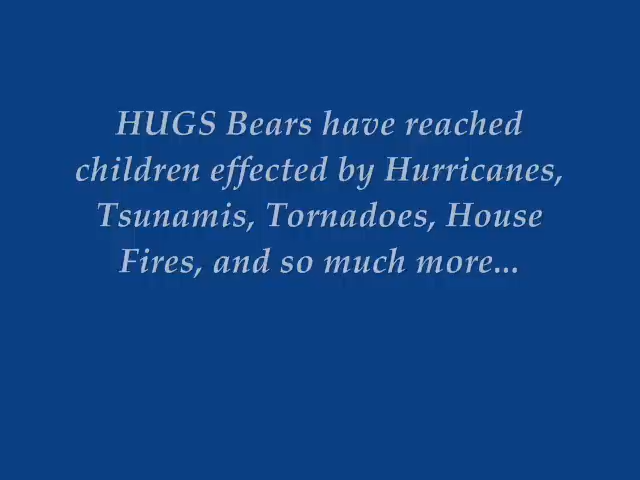 HUGS Bears have reached
children effected by Hurricanes,
Tsunamis, Tornadoes, House
Fires, and so much more...